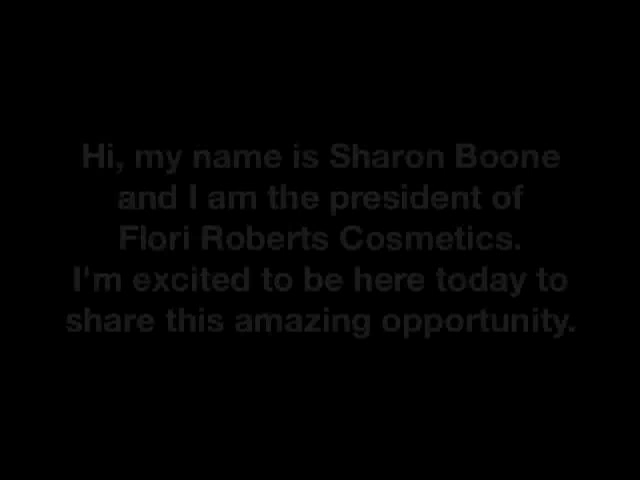 Hi, my name is Sharon Boone
and I am the president of
Flori Roberts Cosmetics.
I'm excited to be here today to
share this amazing opportunity.